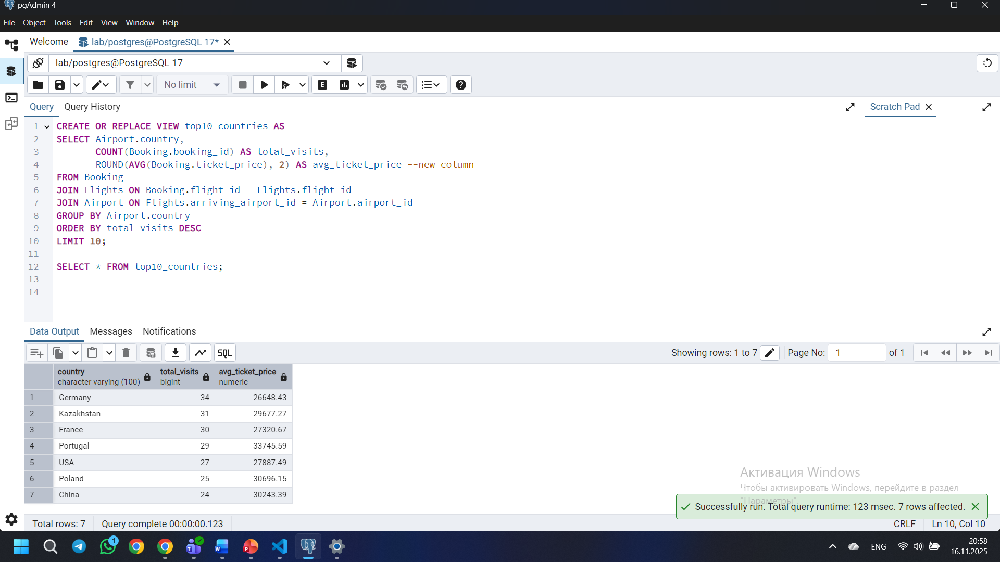 pgAdmin 4
File Object Tools Edit View Window Help
Welcome lab/postgres@PostgreSQL 17*
lab/postgres@PostgreSQL 17
No limit
Query Query History
Scratch Pad
1 CREATE OR REPLACE VIEW top10_countries AS
2 SELECT Airport.country,
3 COUNT(Booking.booking_id) AS total_visits,
4 ROUND(AVG(Booking.ticket_price), 2) AS avg_ticket_price --new column
5 FROM Booking
6 JOIN Flights ON Booking.flight_id = Flights.flight_id
7 JOIN Airport ON Flights.arriving_airport_id = Airport.airport_id
8 GROUP BY Airport.country
9 ORDER BY total_visits DESC
10 LIMIT 10;
11
12 SELECT * FROM top10_countries;
13
14
Data Output Messages Notifications
SQL
Showing rows: 1 to 7 Page No: 1 of 1
country total_visits avg_ticket_price
character varying (100) bigint numeric
1 Germany 34 26648.43
2 Kazakhstan 31 29677.27
3 France 30 27320.67
4 Portugal 29 33745.59
5 USA 27 27887.49
6 Poland 25 30696.15
7 China 24 30243.39
Активация Windows
Чтобы активировать Windows, перейдите в раздел
"Параметры".
Successfully run. Total query runtime: 123 msec. 7 rows affected.
Total rows: 7 Query complete 00:00:00.123 CRLF Ln 10, Col 10
1
ENG
20:58
16.11.2025